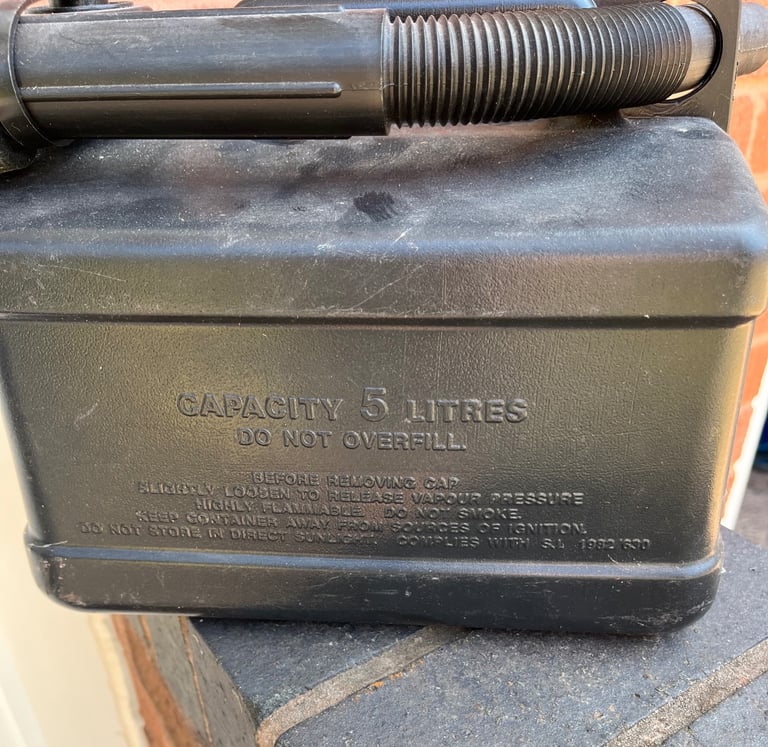 CAPACITY 5 LITRES
DO NOT OVERFILL.
BEFORE REMOVING CAP
SLIGHTLY LOOSEN TO RELEASE VAPOUR PRESSURE
HIGHLY FLAMMABLE. DO NOT SMOKE.
KEEP CONTAINER AWAY FROM SOURCES OF IGNITION.
DO NOT STORE IN DIRECT SUNLIGHT. COMPLIES WITH S.I. 1982/630